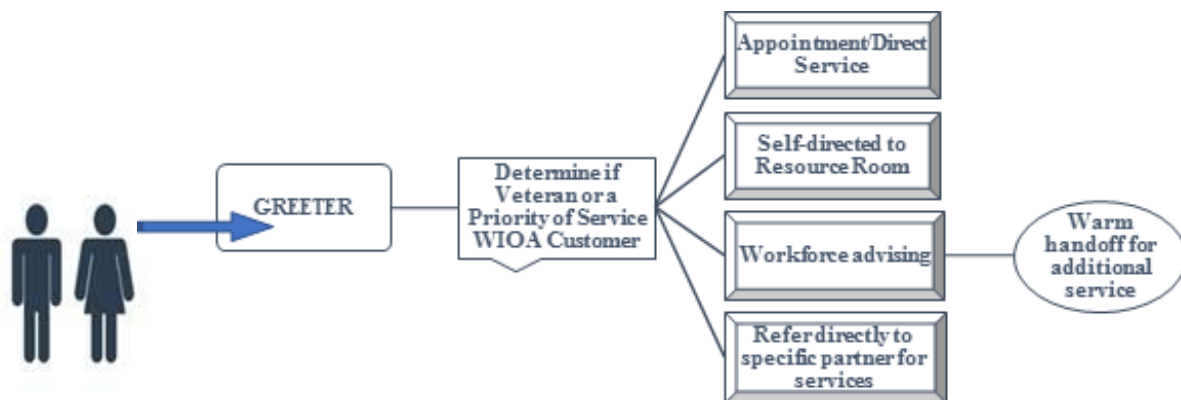 GREETER
Determine if
Veteran or a
Priority of Service
WIOA Customer
Appointment/Direct
Service
Self-directed to
Resource Room
Workforce advising
Refer directly to
specific partner for
services
Warm
handoff for
additional
service